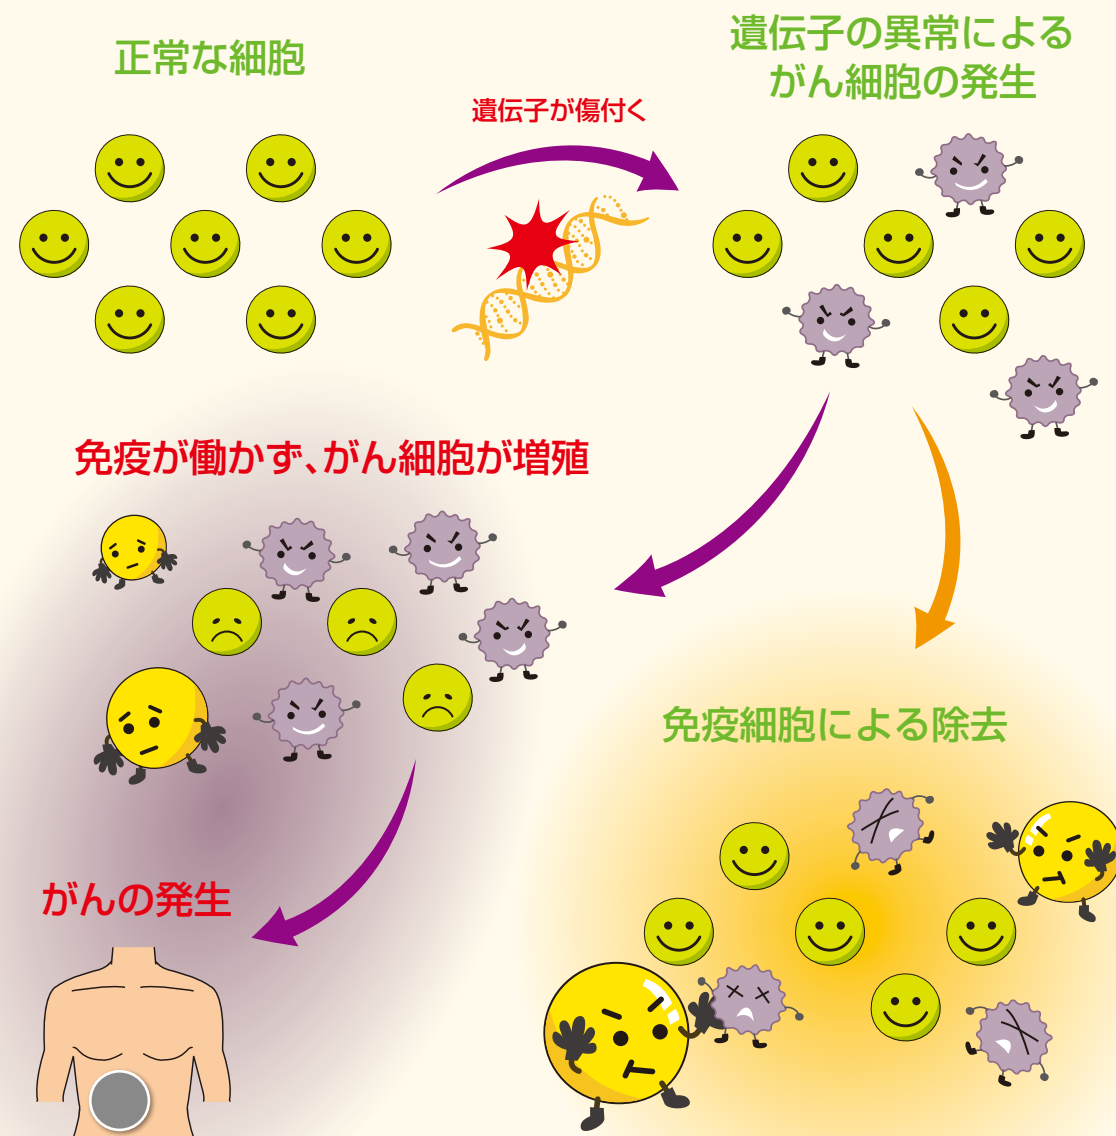 正常な細胞
遺伝子が傷付く
遺伝子の異常による
がん細胞の発生
免疫が働かず、がん細胞が増殖
免疫細胞による除去
がんの発生